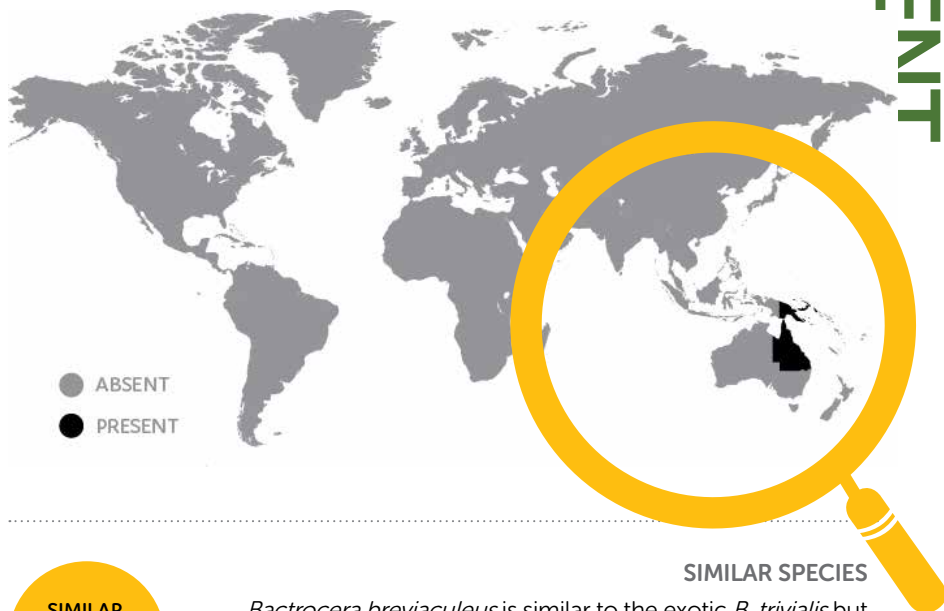 ENT
ABSENT
PRESENT
SIMILAR SPECIES
SIMILAR
Bactrocera breviaculeus is similar to the exotic B. trivialis but